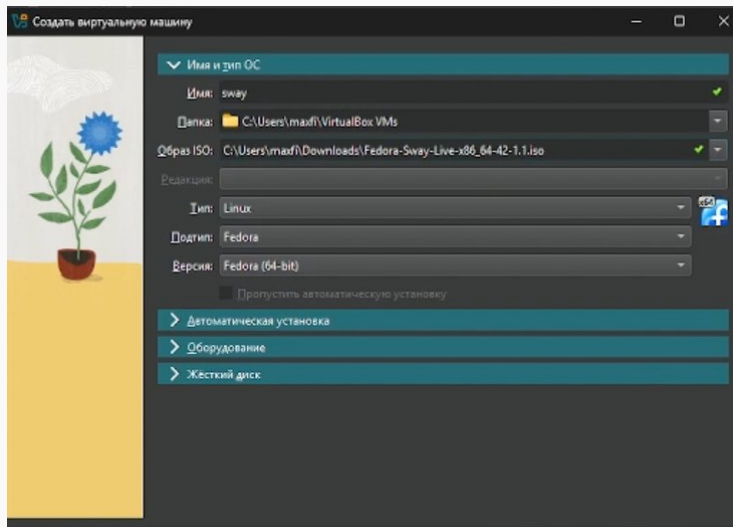 Создать виртуальную машину
Имя и тип ОС
Имя: sway
Папка: C:\Users\maxfi\VirtualBox VMs
Образ ISO: C:\Users\maxfi\Downloads\Fedora-Sway-Live-x86_64-42-1.1.iso
Редакция:
Тип: Linux
x64
Подтип: Fedora
Версия: Fedora (64-bit)
Пропустить автоматическую установку
Автоматическая установка
Оборудование
Жёсткий диск